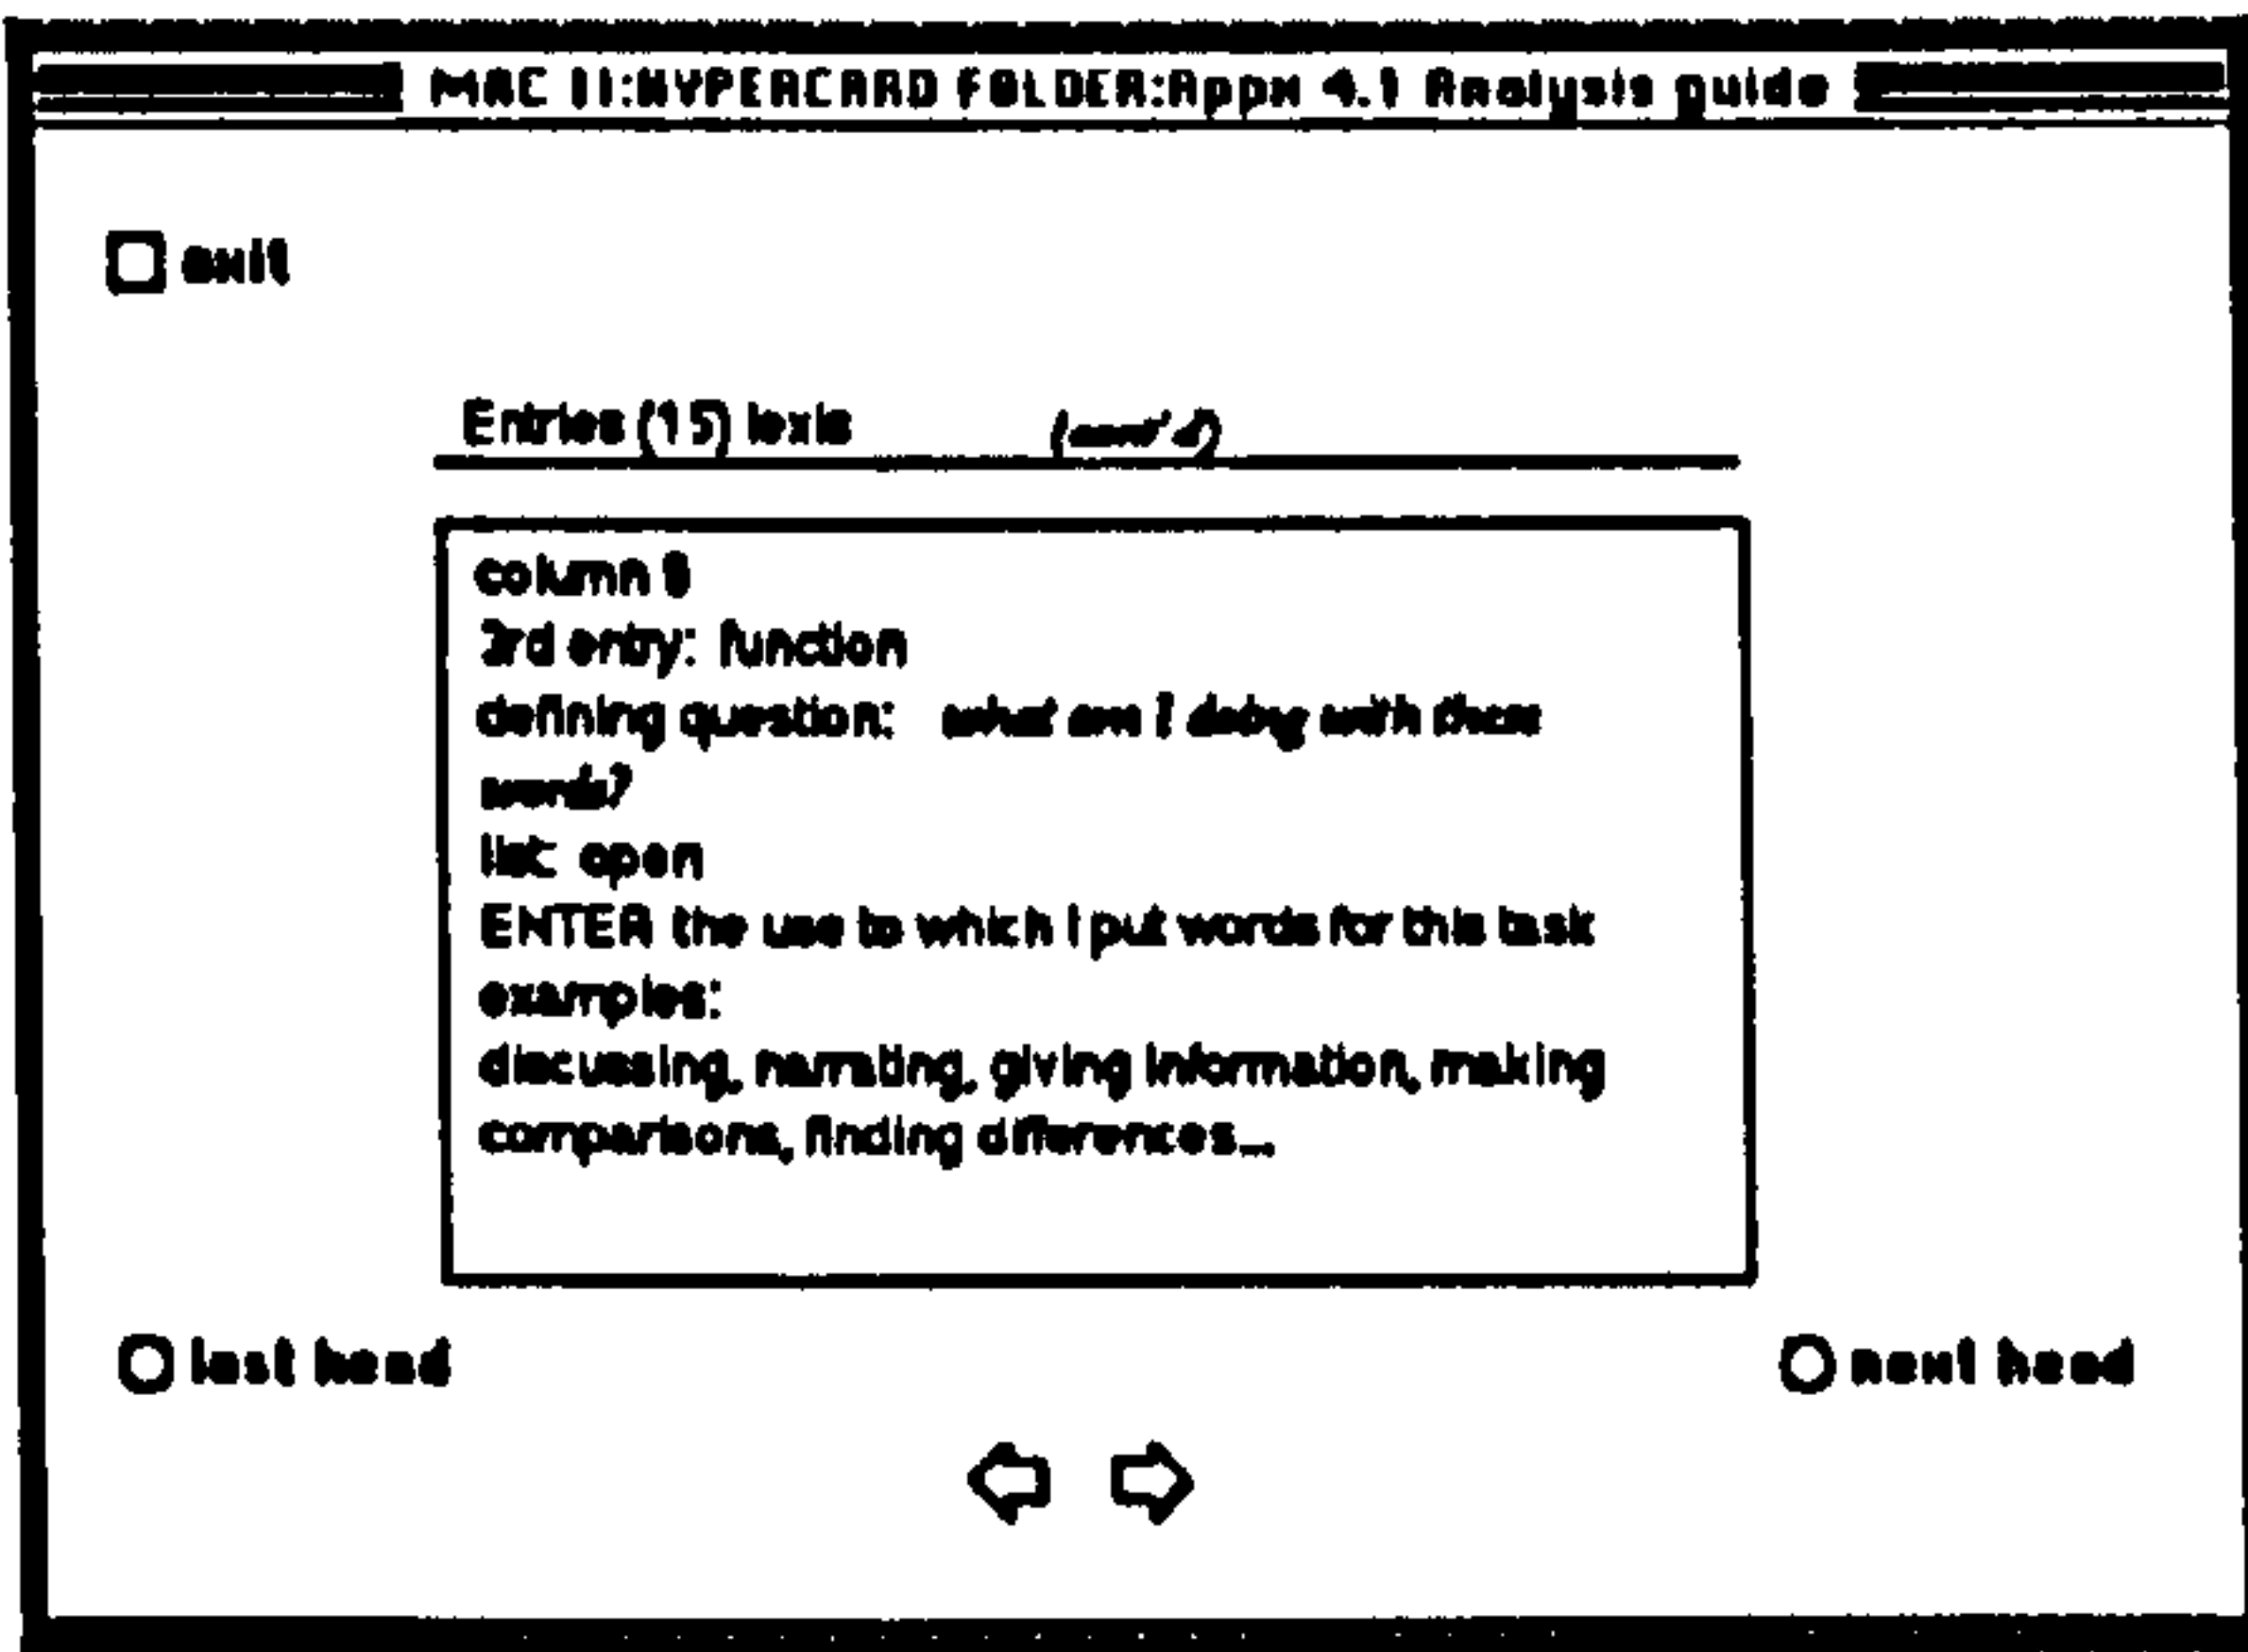 MAC II:HYPERCARD FOLDER:Appx 4.1 Analysis guide
exit
Entries (15) lexis (cont'd)
column
3rd entry: function
defining question: what am I doing with these
words?
list: open
ENTER the use to which I put words for this task
examples:
discussing, narrating, giving information, making
comparisons, finding differences...
last head
next head